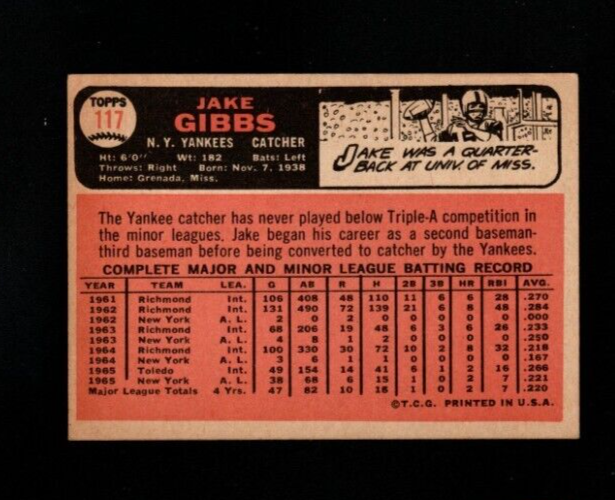 TOPPS
117
JAKE
GIBBS
N. Y. YANKEES CATCHER
Ht: 6'0" Wt: 182 Bats: Left
Throws: Right Born: Nov. 7, 1938
Home: Grenada, Miss.
JAKE WAS A QUARTER-
BACK AT UNIV. OF MISS.
The Yankee catcher has never played below Triple-A competition in
the minor leagues. Jake began his career as a second baseman-
third baseman before being converted to catcher by the Yankees.
COMPLETE MAJOR AND MINOR LEAGUE BATTING RECORD
YEAR TEAM LEA. G AB R H 2B 3B HR RBI AVG.
1961 Richmond Int. 106 408 48 110 11 6 6 28 .270
1962 Richmond Int. 131 490 72 139 21 6 8 48 .284
1962 New York A. L. 2 0 2 0 0 0 0 0 .000
1963 Richmond Int. 68 206 19 48 6 3 6 26 .233
1963 New York A. L. 4 8 1 2 0 0 0 0 .250
1964 Richmond Int. 100 330 30 72 10 2 8 32 .218
1964 New York A. L. 3 6 1 1 0 0 0 0 .167
1965 Toledo Int. 49 154 14 41 6 1 2 16 .266
1965 New York A. L. 38 68 6 15 1 0 2 7 .221
Major League Totals 4 Yrs. 47 82 10 18 1 0 2 7 .220
©T.C.G. PRINTED IN U.S.A.